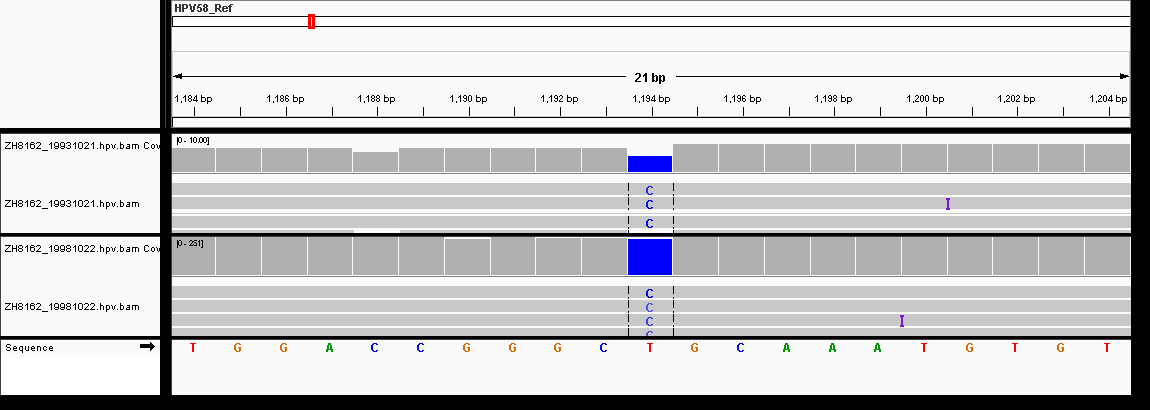 HPV58_Ref
21 bp
1,184 bp 1,186 bp 1,188 bp 1,190 bp 1,192 bp 1,194 bp 1,196 bp 1,198 bp 1,200 bp 1,202 bp 1,204 bp
ZH8162_19931021.hpv.bam Cov [0 - 10.00]
C
ZH8162_19931021.hpv.bam C I
C
ZH8162_19981022.hpv.bam Cov [0 - 251]
C
ZH8162_19981022.hpv.bam C
C I
C
Sequence T G G A C C G G G C T G C A A A T G T G T